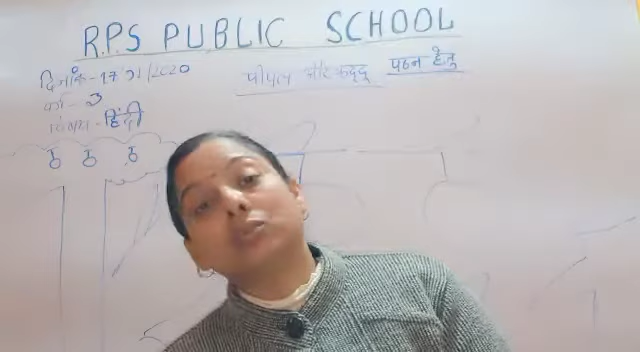 R.P.S PUBLIC SCHOOL
दिनांक - 17/11/2020
पीपल और कद्दू पठन हेतु
कक्षा - 3
विषय - हिंदी